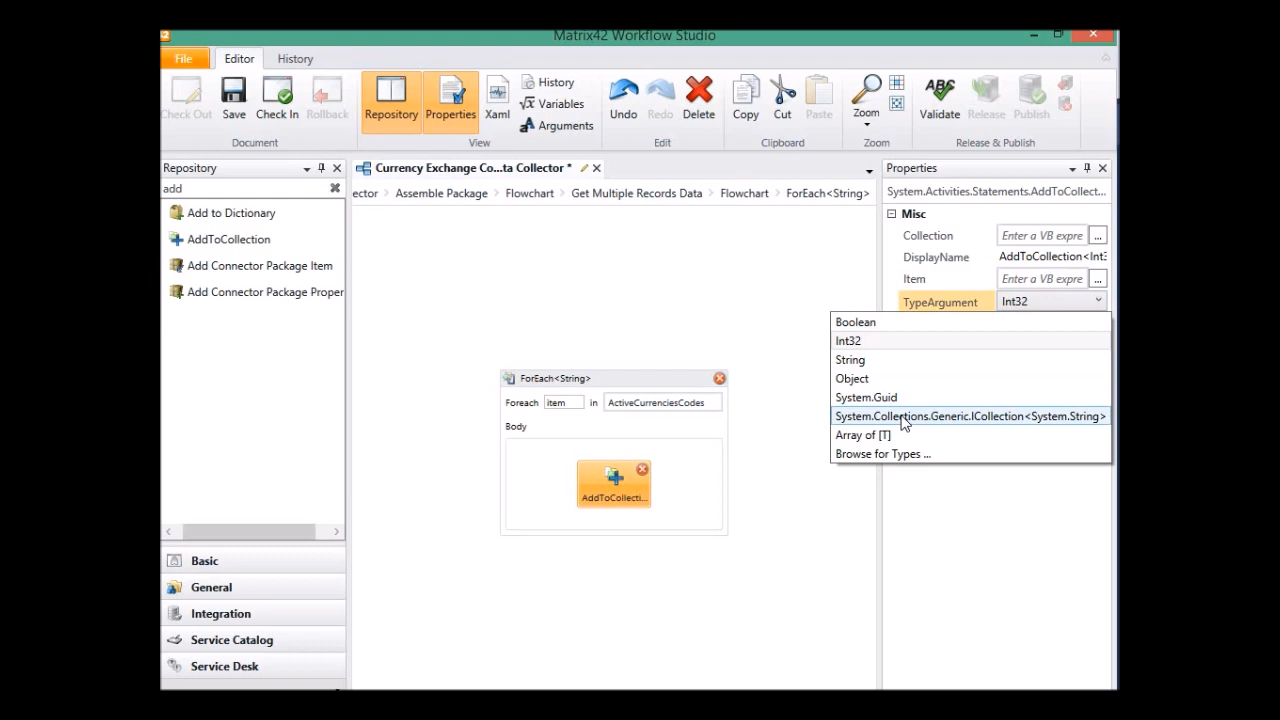 Matrix42 Workflow Studio
File Editor History
Check Out Save Check In Rollback
Document
Repository Properties Xaml
History
Variables
Arguments
View
Undo Redo Delete
Edit
Copy Cut Paste
Clipboard
Zoom
Zoom
Validate Release Publish
Release & Publish
Repository
add
Add to Dictionary
AddToCollection
Add Connector Package Item
Add Connector Package Proper
Basic
General
Integration
Service Catalog
Service Desk
Currency Exchange Co...ta Collector *
ector Assemble Package Flowchart Get Multiple Records Data Flowchart ForEach<String>
ForEach<String>
Foreach item in ActiveCurrenciesCodes
Body
AddToCollecti...
Properties
System.Activities.Statements.AddToCollect...
Misc
Collection Enter a VB expre ...
DisplayName AddToCollection<Int3
Item Enter a VB expre ...
TypeArgument Int32
Boolean
Int32
String
Object
System.Guid
System.Collections.Generic.ICollection<System.String>
Array of [T]
Browse for Types ...